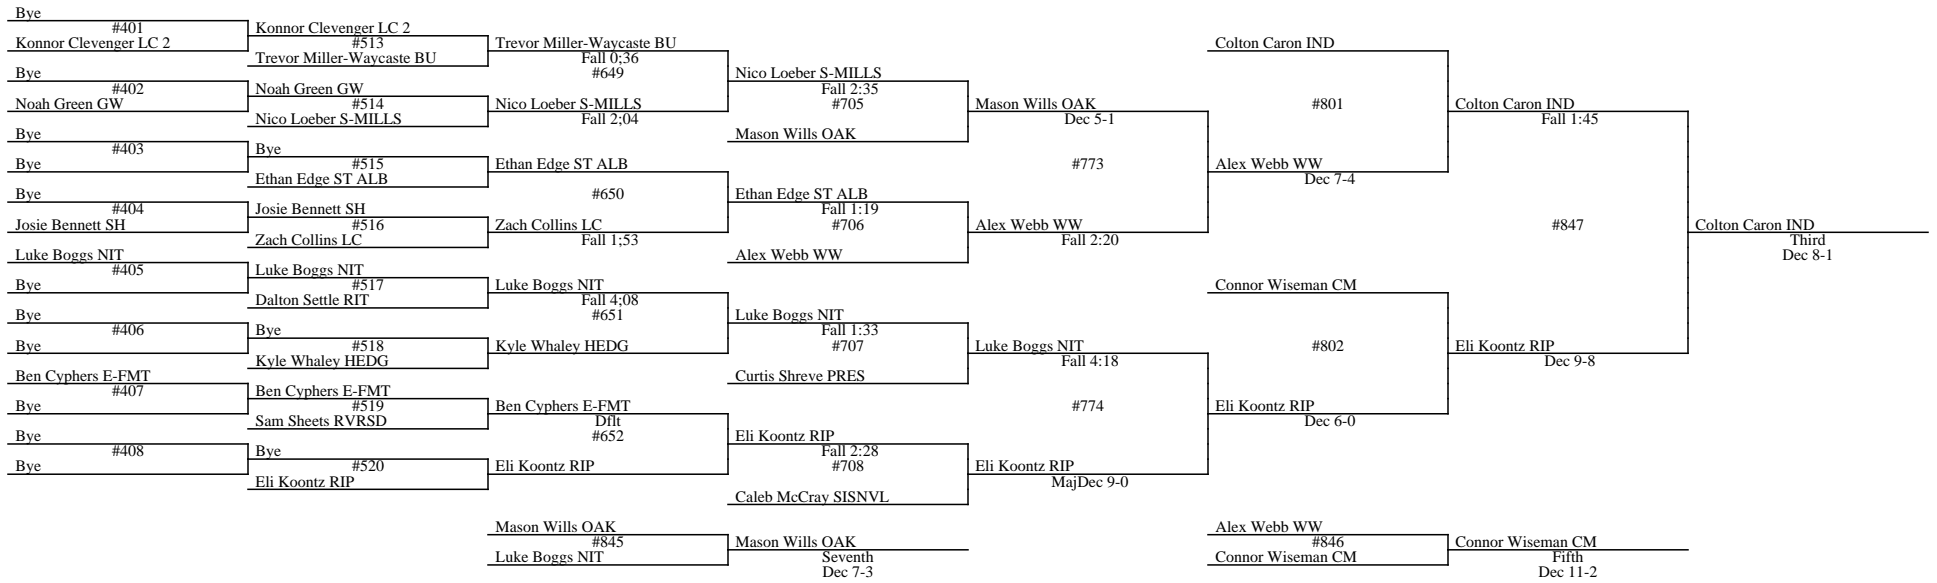 Bye
#401
Konnor Clevenger LC 2
Bye
#402
Noah Green GW
Bye
#403
Bye
Bye
#404
Josie Bennett SH
Luke Boggs NIT
#405
Bye
Bye
#406
Bye
Ben Cyphers E-FMT
#407
Bye
Bye
#408
Bye
Konnor Clevenger LC 2
#513
Trevor Miller-Waycaste BU
Noah Green GW
#514
Nico Loeber S-MILLS
Bye
#515
Ethan Edge ST ALB
Josie Bennett SH
#516
Zach Collins LC
Luke Boggs NIT
#517
Dalton Settle RIT
Bye
#518
Kyle Whaley HEDG
Ben Cyphers E-FMT
#519
Sam Sheets RVRSD
Bye
#520
Eli Koontz RIP
Trevor Miller-Waycaste BU
Fall 0;36
#649
Nico Loeber S-MILLS
Fall 2;04
Ethan Edge ST ALB
#650
Zach Collins LC
Fall 1;53
Luke Boggs NIT
Fall 4;08
#651
Kyle Whaley HEDG
Ben Cyphers E-FMT
Dflt
#652
Eli Koontz RIP
Nico Loeber S-MILLS
Fall 2:35
#705
Mason Wills OAK
Ethan Edge ST ALB
Fall 1:19
#706
Alex Webb WW
Luke Boggs NIT
Fall 1:33
#707
Curtis Shreve PRES
Eli Koontz RIP
Fall 2:28
#708
Caleb McCray SISNVL
Mason Wills OAK
Dec 5-1
#773
Alex Webb WW
Fall 2:20
Luke Boggs NIT
Fall 4:18
#774
Eli Koontz RIP
MajDec 9-0
Colton Caron IND
#801
Alex Webb WW
Dec 7-4
Connor Wiseman CM
#802
Eli Koontz RIP
Dec 6-0
Colton Caron IND
Fall 1:45
#847
Eli Koontz RIP
Dec 9-8
Colton Caron IND
Third
Dec 8-1
Mason Wills OAK
#845
Luke Boggs NIT
Mason Wills OAK
Seventh
Dec 7-3
Alex Webb WW
#846
Connor Wiseman CM
Connor Wiseman CM
Fifth
Dec 11-2